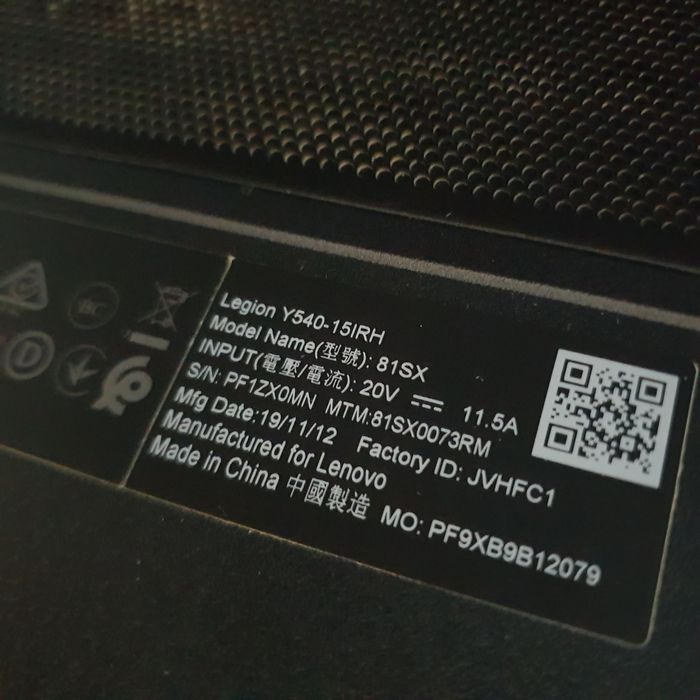 Legion Y540-15IRH
Model Name(型號): 81SX
INPUT(電壓/電流): 20V ⎓ 11.5A
S/N: PF1ZX0MN MTM:81SX0073RM
Mfg Date:19/11/12 Factory ID: JVHFC1
Manufactured for Lenovo
Made in China 中國製造 MO: PF9XB9B12079
D